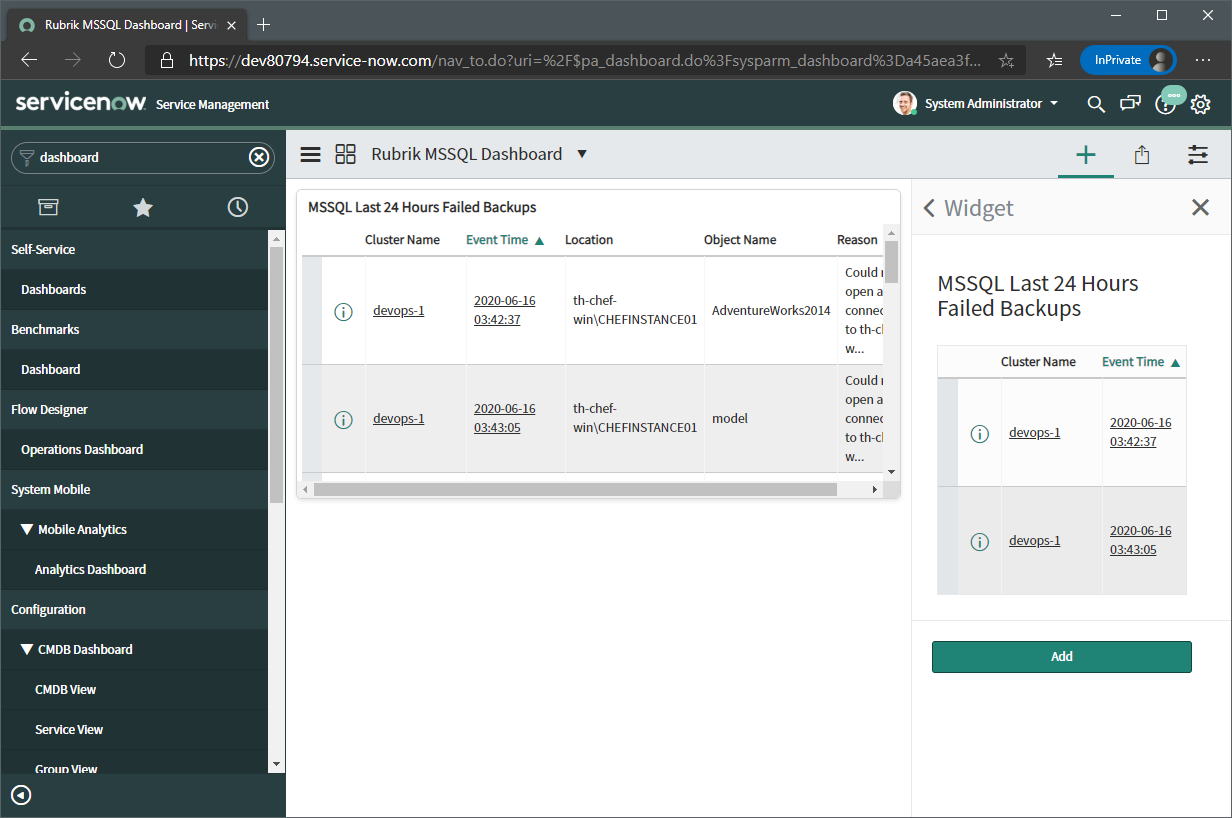 Rubrik MSSQL Dashboard | Servi
https://dev80794.service-now.com/nav_to.do?uri=%2F$pa_dashboard.do%3Fsysparm_dashboard%3Da45aea3f...
InPrivate
servicenow Service Management
System Administrator
dashboard
Rubrik MSSQL Dashboard
Self-Service
Dashboards
Benchmarks
Dashboard
Flow Designer
Operations Dashboard
System Mobile
Mobile Analytics
Analytics Dashboard
Configuration
CMDB Dashboard
CMDB View
Service View
Group View
MSSQL Last 24 Hours Failed Backups
Cluster Name Event Time Location Object Name Reason
devops-1
2020-06-16
03:42:37
th-chef-
win\CHEFINSTANCE01
AdventureWorks2014
Could
open a
connec
to th-cl
w...
devops-1
2020-06-16
03:43:05
th-chef-
win\CHEFINSTANCE01
model
Could
open a
connec
to th-cl
w...
Widget
MSSQL Last 24 Hours
Failed Backups
Cluster Name Event Time
devops-1
2020-06-16
03:42:37
devops-1
2020-06-16
03:43:05
Add